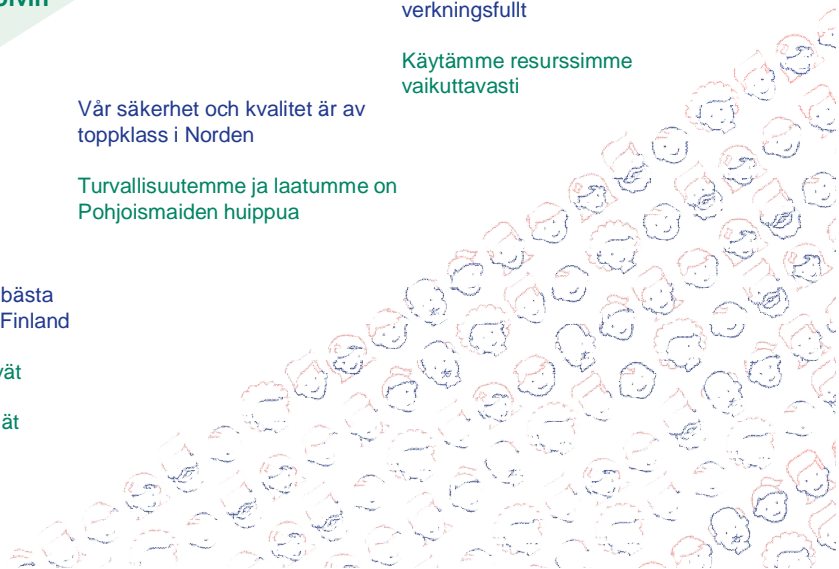 verkningsfullt
Käytämme resurssimme
vaikuttavasti
Vår säkerhet och kvalitet är av
toppklass i Norden
Turvallisuutemme ja laatumme on
Pohjoismaiden huippua
bästa
Finland